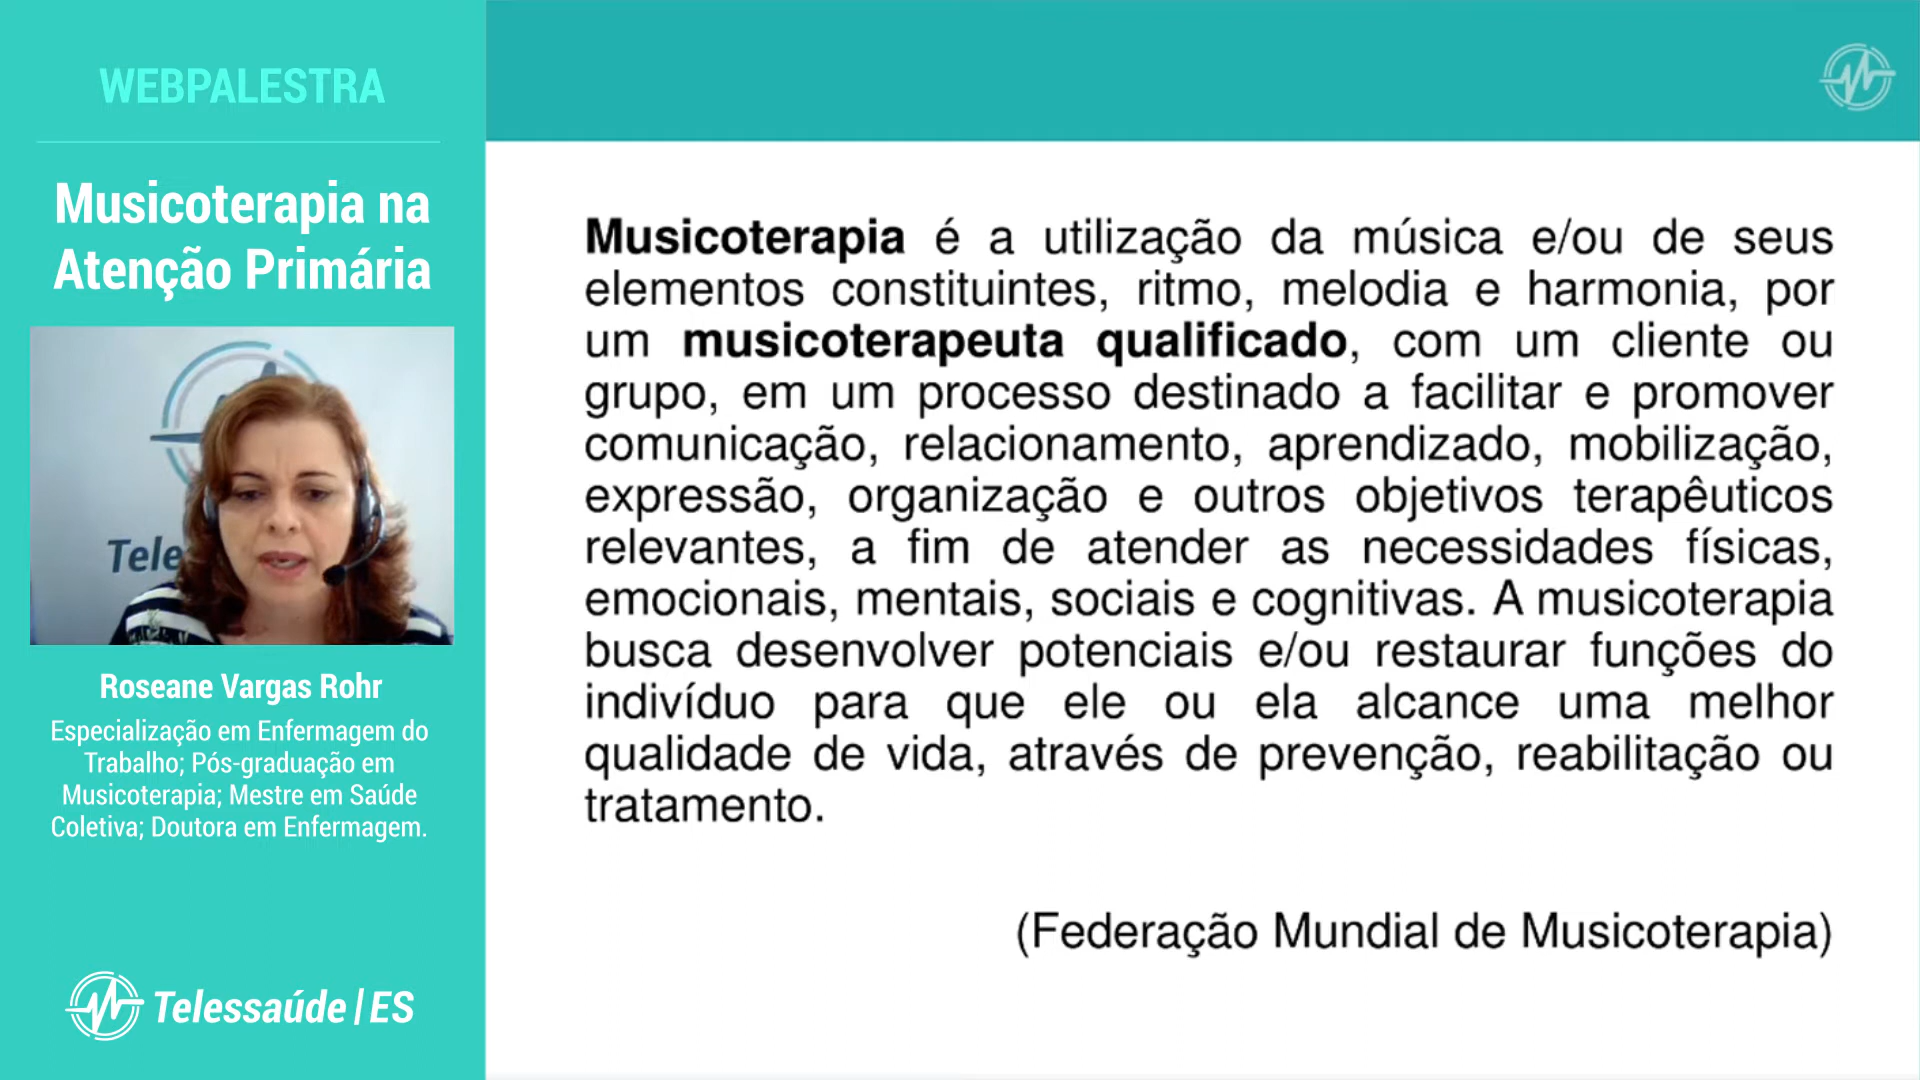 WEBPALESTRA
Musicoterapia na
Atenção Primária
Tele
Roseane Vargas Rohr
Especialização em Enfermagem do
Trabalho; Pós-graduação em
Musicoterapia; Mestre em Saúde
Coletiva; Doutora em Enfermagem.
Telessaúde|ES
Musicoterapia é a utilização da música e/ou de seus
elementos constituintes, ritmo, melodia e harmonia, por
um musicoterapeuta qualificado, com um cliente ou
grupo, em um processo destinado a facilitar e promover
comunicação, relacionamento, aprendizado, mobilização,
expressão, organização e outros objetivos terapêuticos
relevantes, a fim de atender as necessidades físicas,
emocionais, mentais, sociais e cognitivas. A musicoterapia
busca desenvolver potenciais e/ou restaurar funções do
indivíduo para que ele ou ela alcance uma melhor
qualidade de vida, através de prevenção, reabilitação ou
tratamento.
(Federação Mundial de Musicoterapia)